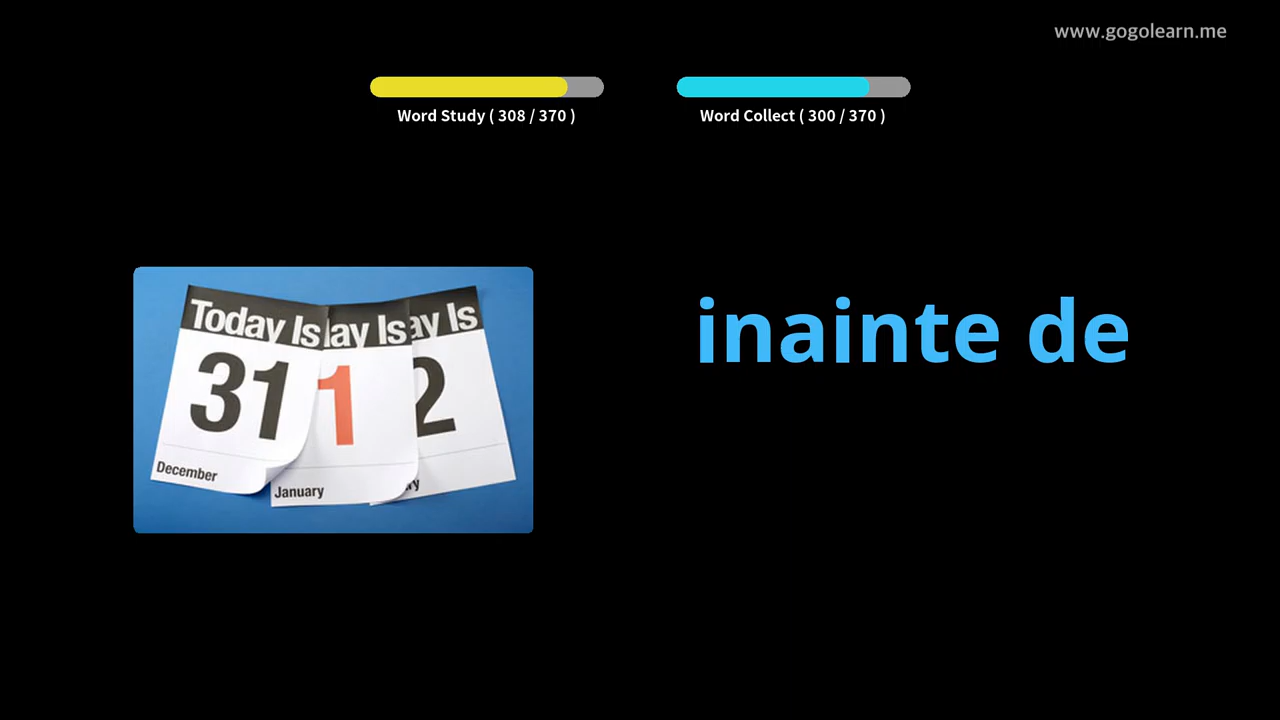 www.gogolearn.me
Word Study ( 308 / 370 )
Word Collect ( 300 / 370 )
inainte de
Today Is
ay Is
ay Is
31
1
2
December
January
ry